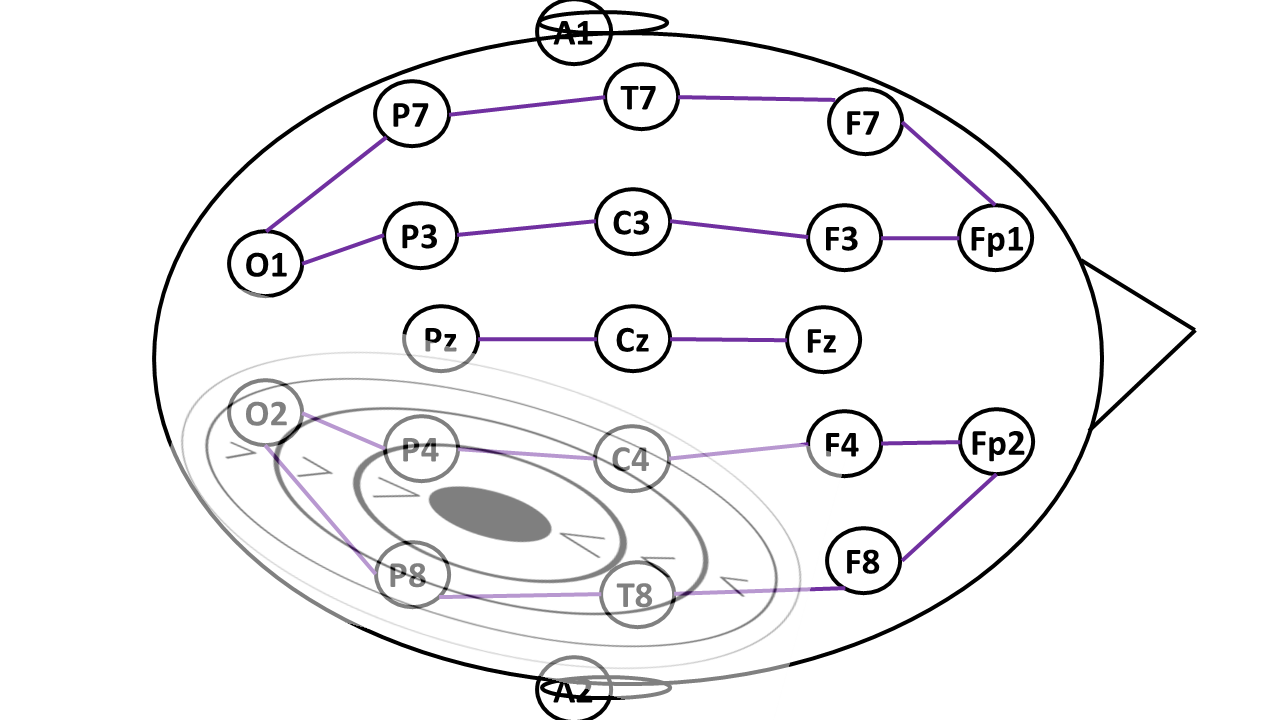 A1
P7 T7 F7
O1 P3 C3 F3 Fp1
Pz Cz Fz
O2 P4 C4 F4 Fp2
P8 T8 F8
A2